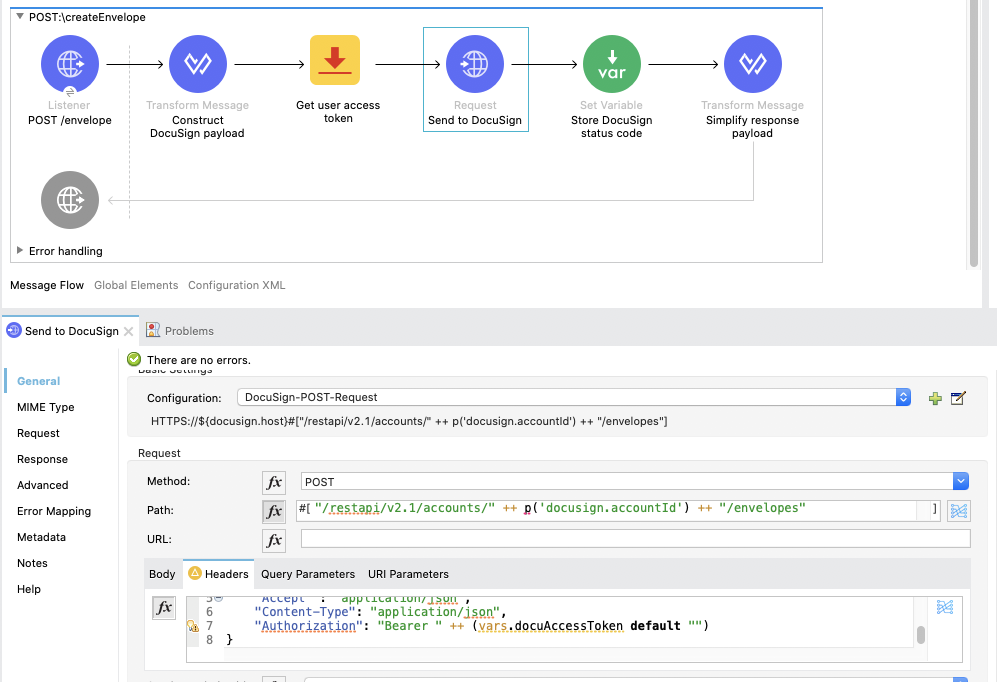 POST:\createEnvelope
Listener
POST /envelope
Transform Message
Construct
DocuSign payload
Get user access
token
Request
Send to DocuSign
var
Set Variable
Store DocuSign
status code
Transform Message
Simplify response
payload
Error handling
Message Flow Global Elements Configuration XML
Send to DocuSign Problems
There are no errors.
Basic Settings
General
MIME Type
Request
Response
Advanced
Error Mapping
Metadata
Notes
Help
Configuration: DocuSign-POST-Request
HTTPS://${docusign.host}#["/restapi/v2.1/accounts/" ++ p('docusign.accountId') ++ "/envelopes"]
Request
Method: fx POST
Path: fx #[ "/restapi/v2.1/accounts/" ++ p('docusign.accountId') ++ "/envelopes" ]
URL: fx
Body Headers Query Parameters URI Parameters
fx
5 "Accept" : "application/json",
6 "Content-Type": "application/json",
7 "Authorization": "Bearer " ++ (vars.docuAccessToken default "")
8 }